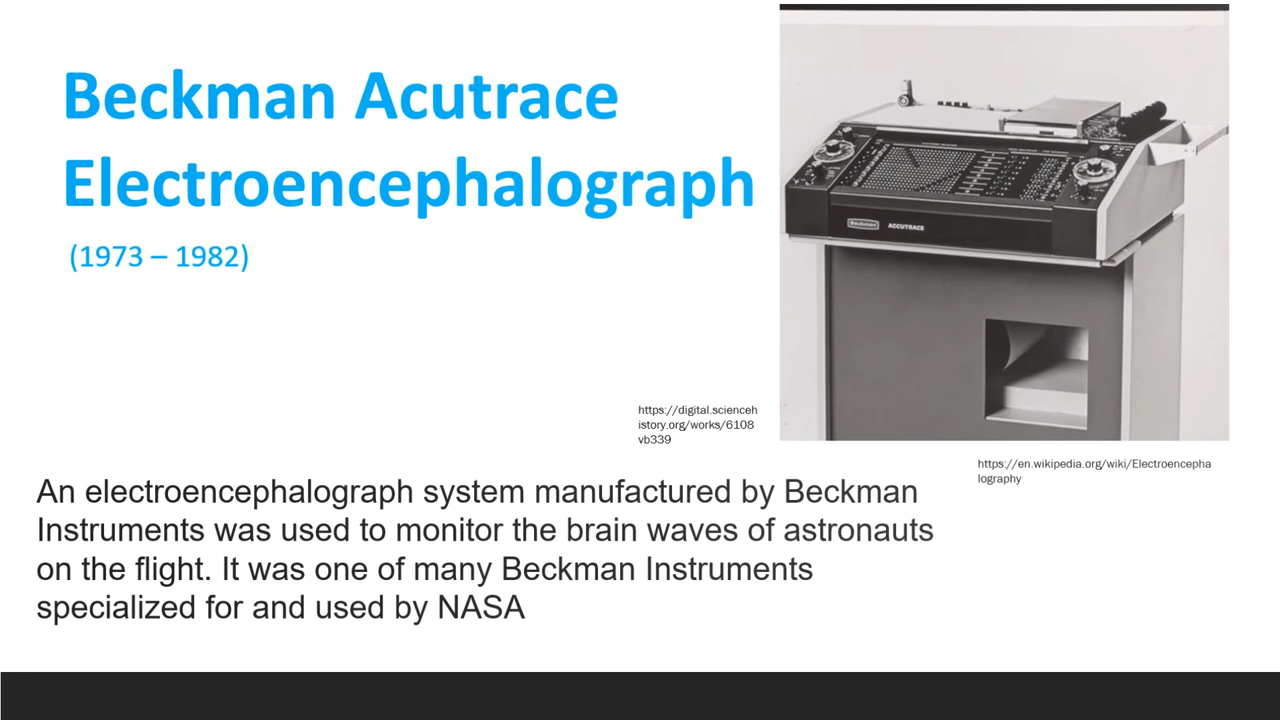 Beckman Acutrace
Electroencephalograph
(1973 – 1982)
Beckman ACCUTRACE
https://digital.scienceh
istory.org/works/6108
vb339
https://en.wikipedia.org/wiki/Electroencepha
lography
An electroencephalograph system manufactured by Beckman
Instruments was used to monitor the brain waves of astronauts
on the flight. It was one of many Beckman Instruments
specialized for and used by NASA